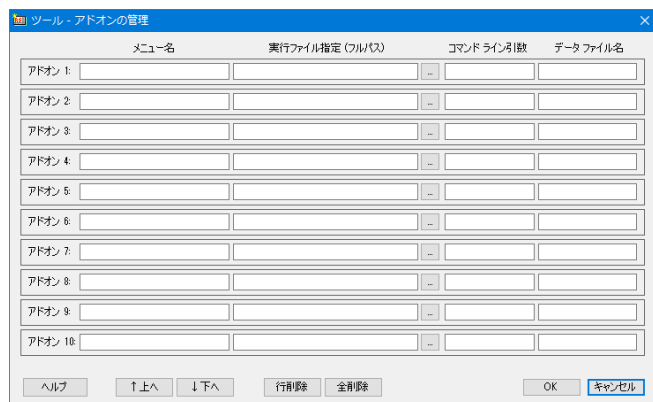 ツール - アドオンの管理
メニュー名 実行ファイル指定 (フルパス) コマンド ライン引数 データ ファイル名
アドオン 1: ...
アドオン 2: ...
アドオン 3: ...
アドオン 4: ...
アドオン 5: ...
アドオン 6: ...
アドオン 7: ...
アドオン 8: ...
アドオン 9: ...
アドオン 10: ...
ヘルプ ↑上へ ↓下へ 行削除 全削除 OK キャンセル